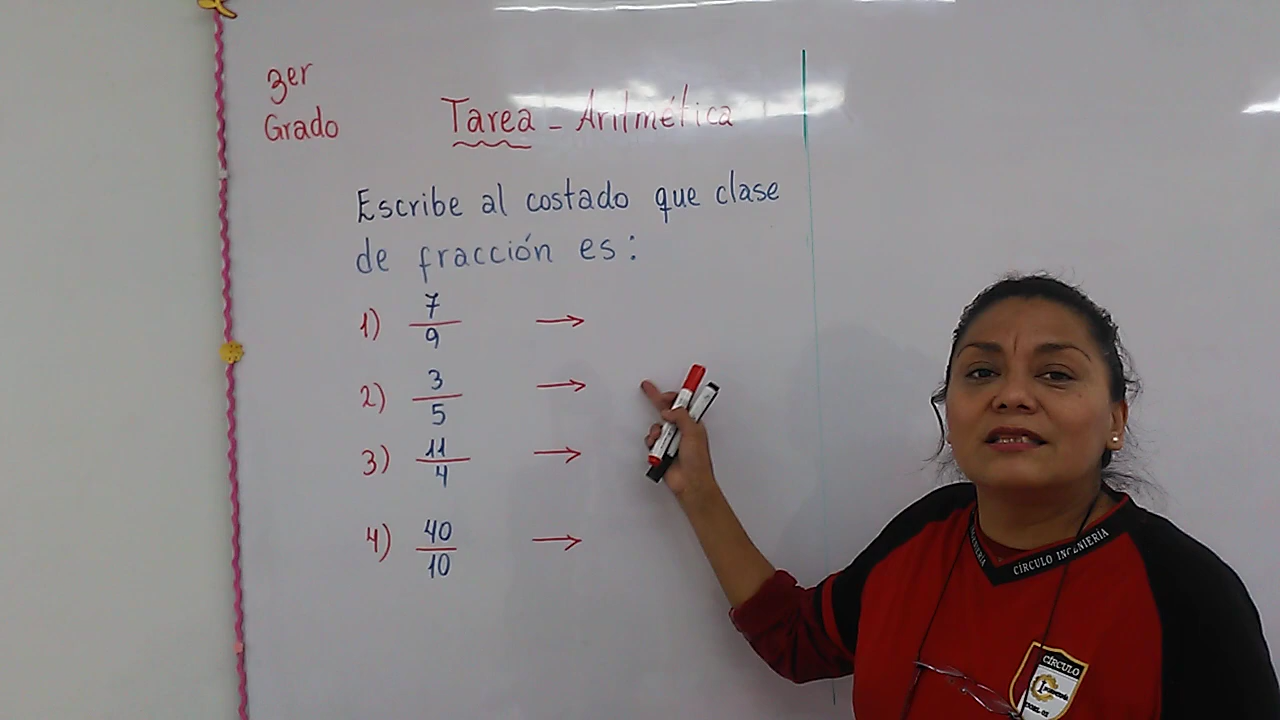 3er
Grado
Tarea - Aritmética
Escribe al costado que clase
de fracción es:
1) 7/9 →
2) 3/5 →
3) 11/4 →
4) 40/10 →
CÍRCULO INGENIERÍA
CÍRCULO